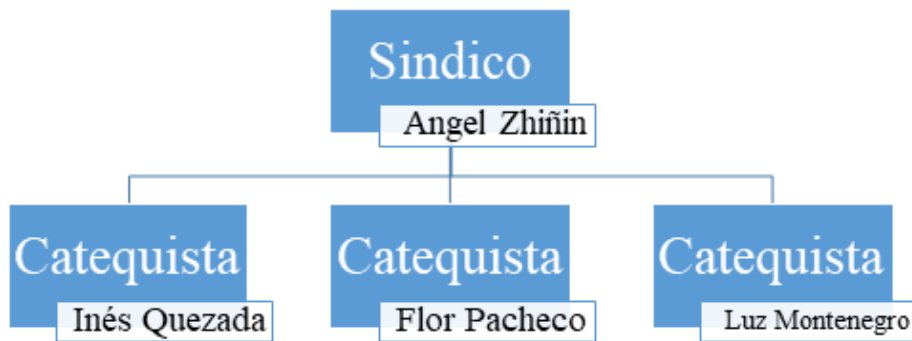 Sindico
Angel Zhiñin
Catequista
Inés Quezada
Catequista
Flor Pacheco
Catequista
Luz Montenegro